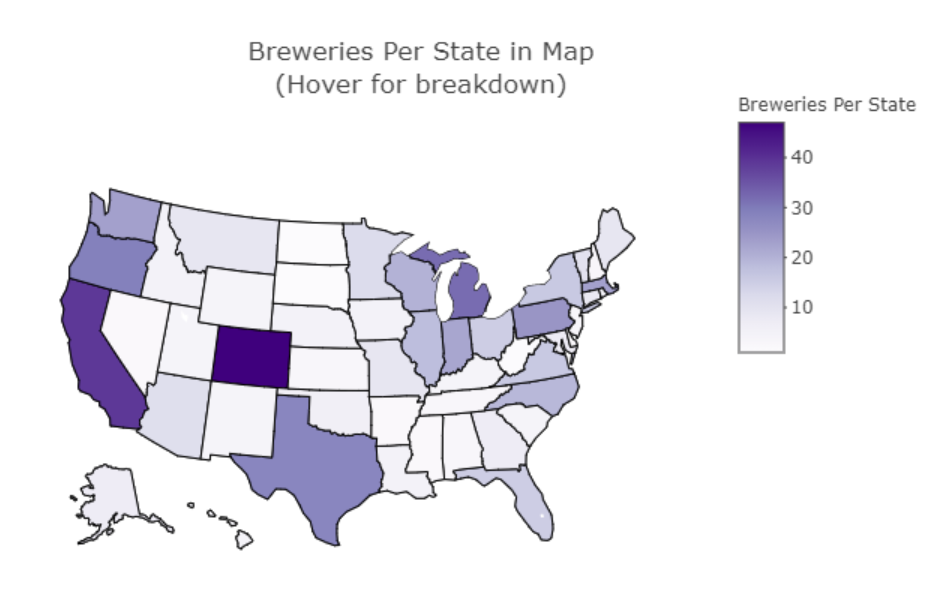 Breweries Per State in Map
(Hover for breakdown)
Breweries Per State
40
30
20
10